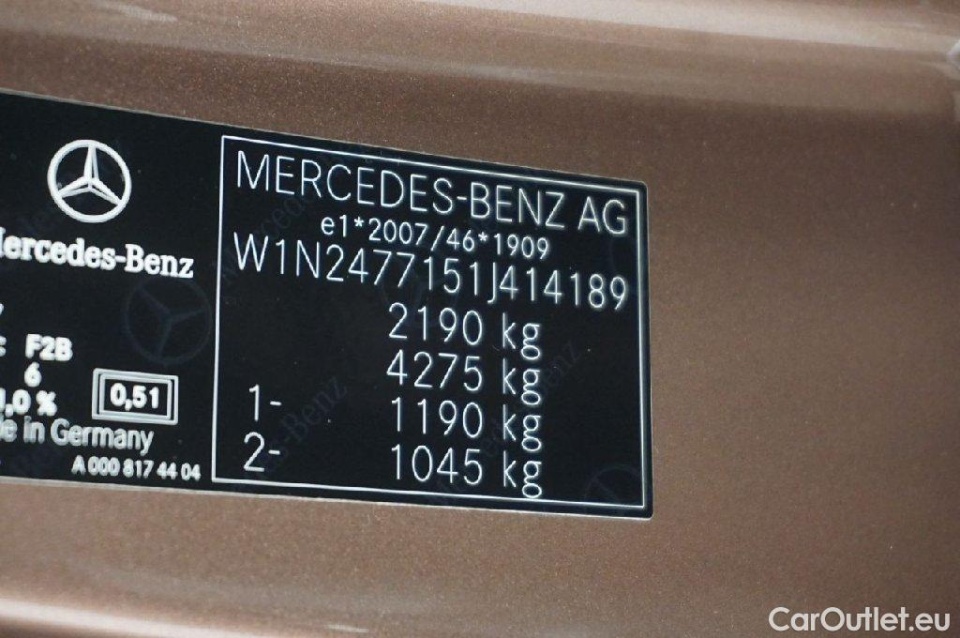 Mercedes-Benz
F2B
6
0,51
in Germany
A 000 817 44 04
MERCEDES-BENZ AG
e1*2007/46*1909
W1N2477151J414189
2190 kg
4275 kg
1- 1190 kg
2- 1045 kg
CarOutlet.eu